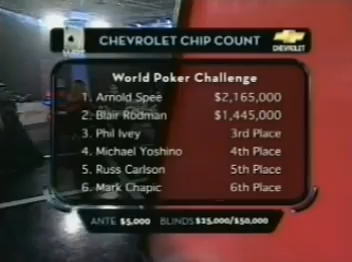 CHEVROLET CHIP COUNT
CHEVROLET
World Poker Challenge
1. Arnold Spee $2,165,000
2. Blair Rodman $1,445,000
3. Phil Ivey 3rd Place
4. Michael Yoshino 4th Place
5. Russ Carlson 5th Place
6. Mark Chapic 6th Place
ANTE $5,000 BLINDS $25,000/$50,000